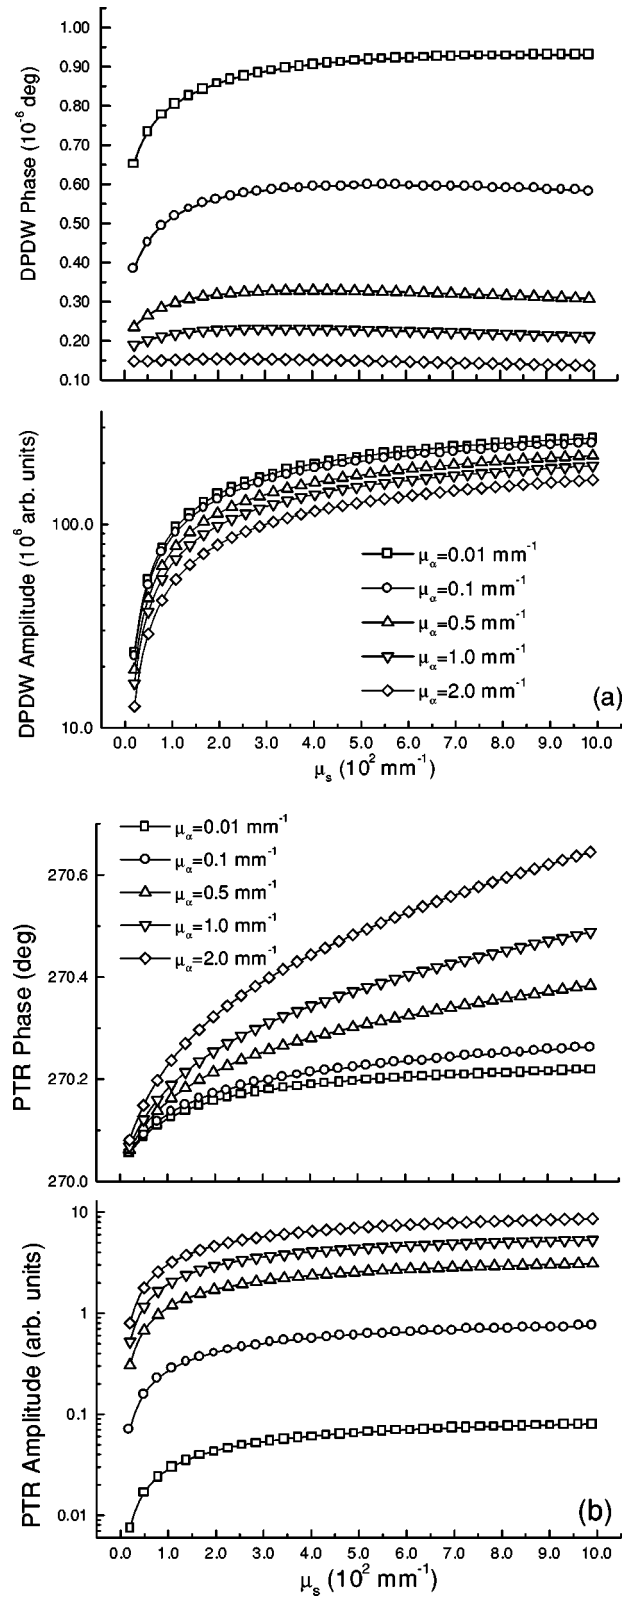 1.00
0.90
0.80
0.70
0.60
0.50
0.40
0.30
0.20
0.10
DPDW Phase (10⁻⁶ deg)
100.0
10.0
DPDW Amplitude (10⁶ arb. units)
μα=0.01 mm⁻¹
μα=0.1 mm⁻¹
μα=0.5 mm⁻¹
μα=1.0 mm⁻¹
μα=2.0 mm⁻¹
(a)
0.0 1.0 2.0 3.0 4.0 5.0 6.0 7.0 8.0 9.0 10.0
μs (10² mm⁻¹)
μα=0.01 mm⁻¹
μα=0.1 mm⁻¹
μα=0.5 mm⁻¹
μα=1.0 mm⁻¹
μα=2.0 mm⁻¹
270.6
270.4
270.2
270.0
PTR Phase (deg)
10
1
0.1
0.01
PTR Amplitude (arb. units)
(b)
0.0 1.0 2.0 3.0 4.0 5.0 6.0 7.0 8.0 9.0 10.0
μs (10² mm⁻¹)